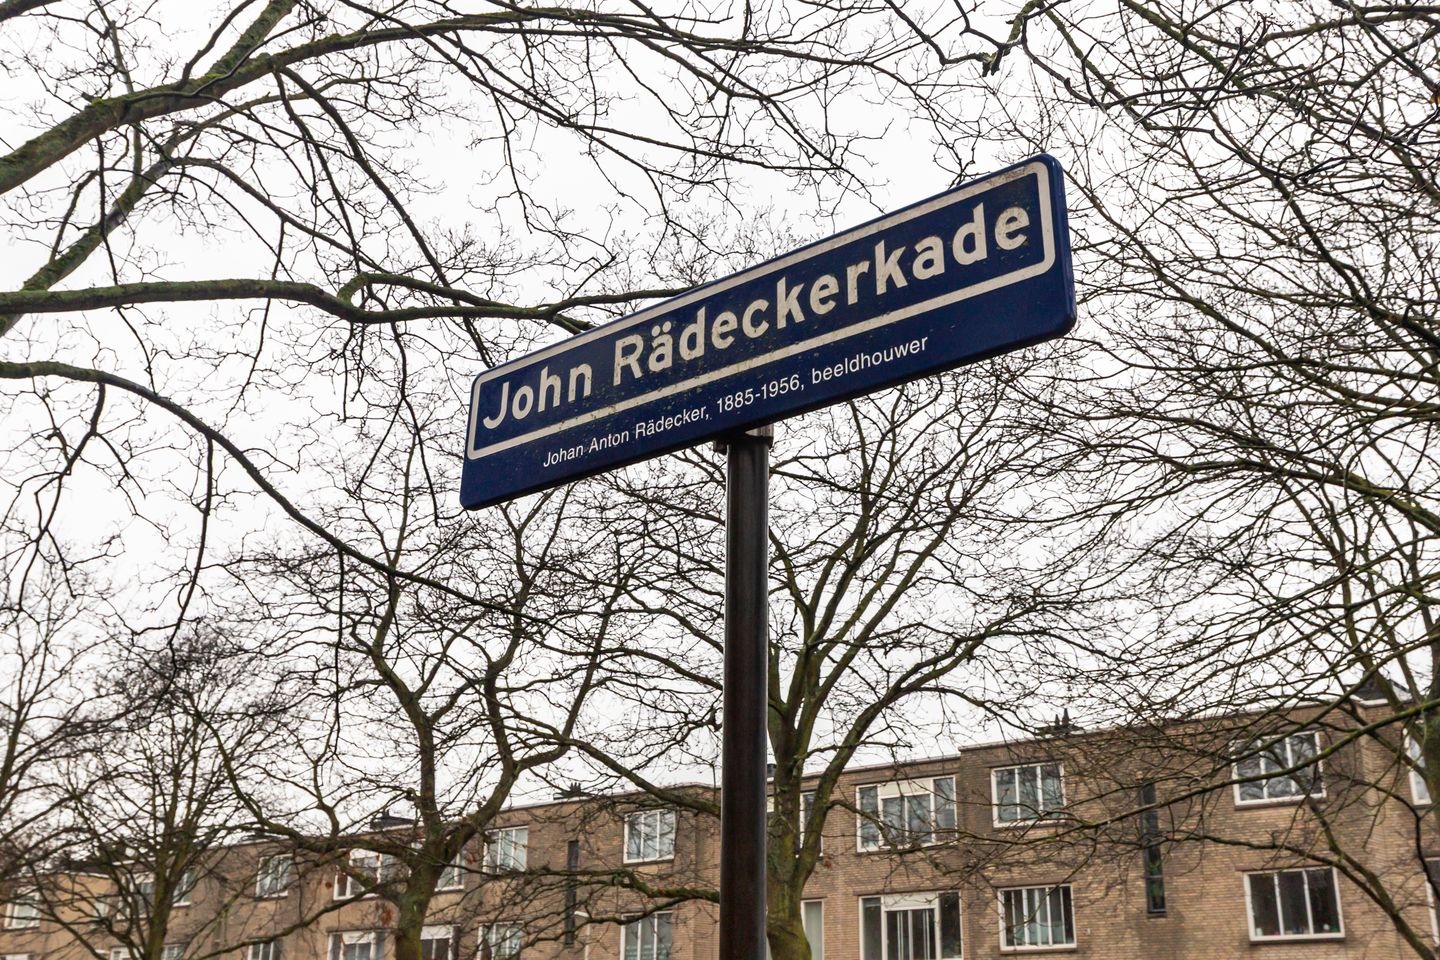 John Rädeckerkade
Johan Anton Rädecker, 1885-1956, beeldhouwer